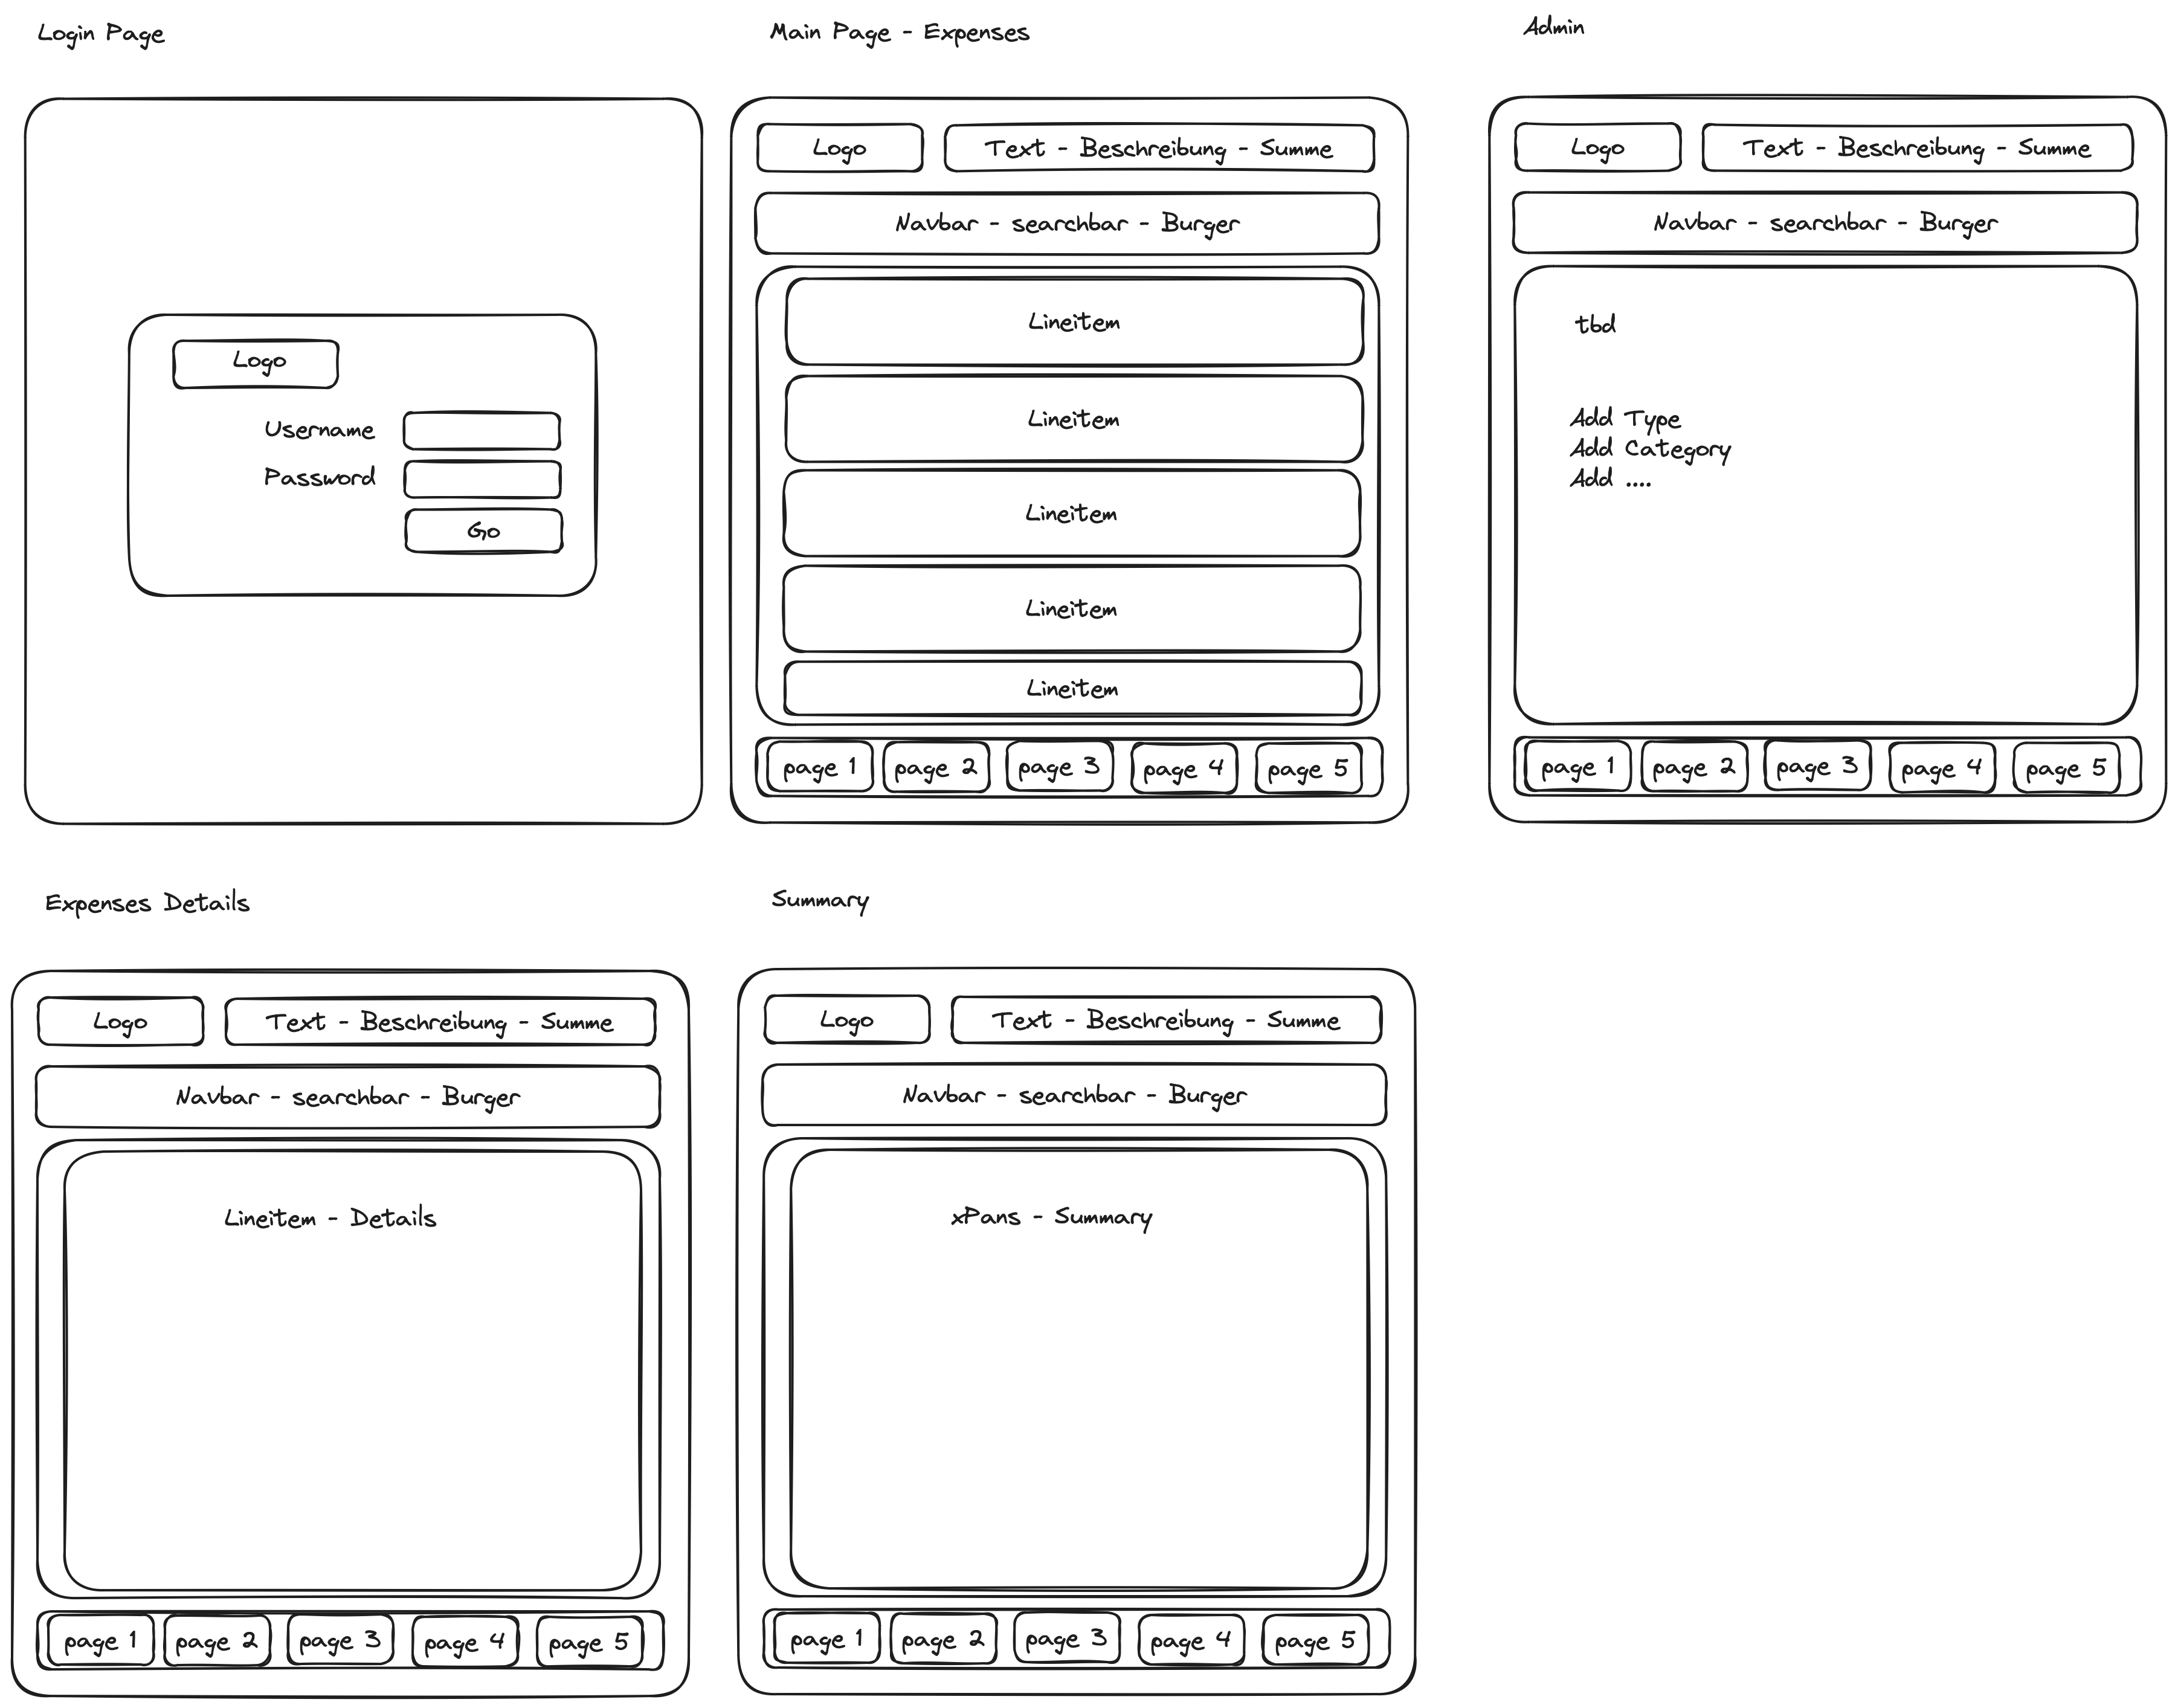 Login Page
Logo
Username
Password
Go
Main Page - Expenses
Logo
Text - Beschreibung - Summe
Navbar - searchbar - Burger
Lineitem
Lineitem
Lineitem
Lineitem
Lineitem
page 1
page 2
page 3
page 4
page 5
Admin
Logo
Text - Beschreibung - Summe
Navbar - searchbar - Burger
tbd
Add Type
Add Category
Add ....
page 1
page 2
page 3
page 4
page 5
Expenses Details
Logo
Text - Beschreibung - Summe
Navbar - searchbar - Burger
Lineitem - Details
page 1
page 2
page 3
page 4
page 5
Summary
Logo
Text - Beschreibung - Summe
Navbar - searchbar - Burger
xPans - Summary
page 1
page 2
page 3
page 4
page 5